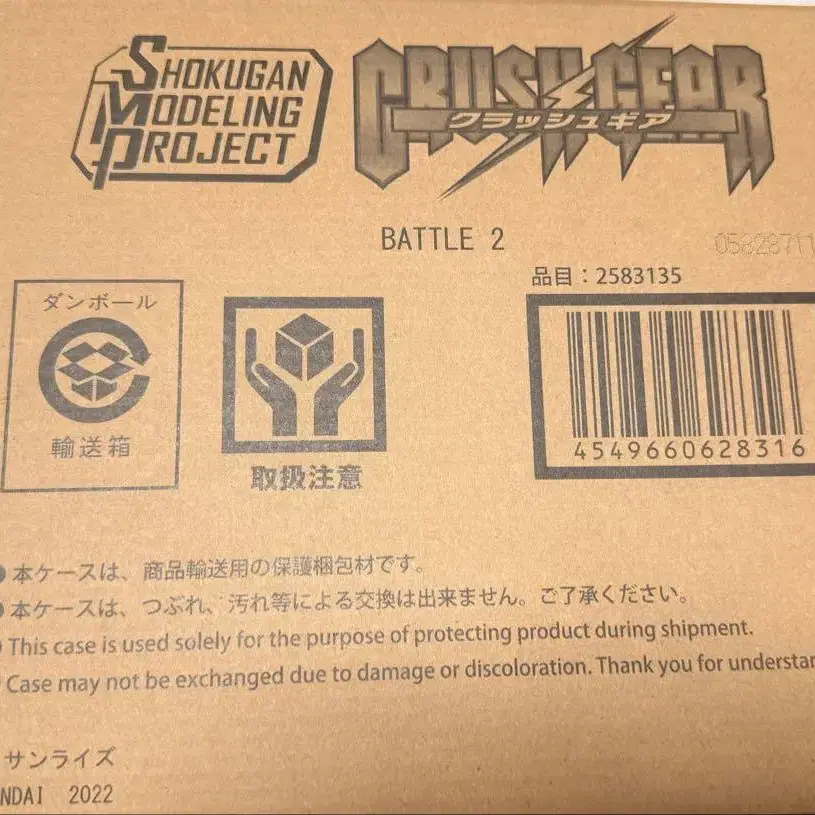 SHOKUGAN
MODELING
PROJECT
CRUSH GEAR
クラッシュギア
BATTLE 2
05828711
品目：2583135
ダンボール
輸送箱
取扱注意
4549660628316
本ケースは、商品輸送用の保護梱包材です。
本ケースは、つぶれ、汚れ等による交換は出来ません。ご了承ください。
This case is used solely for the purpose of protecting product during shipment.
Case may not be exchanged due to damage or discoloration. Thank you for understan
サンライズ
NDAI 2022